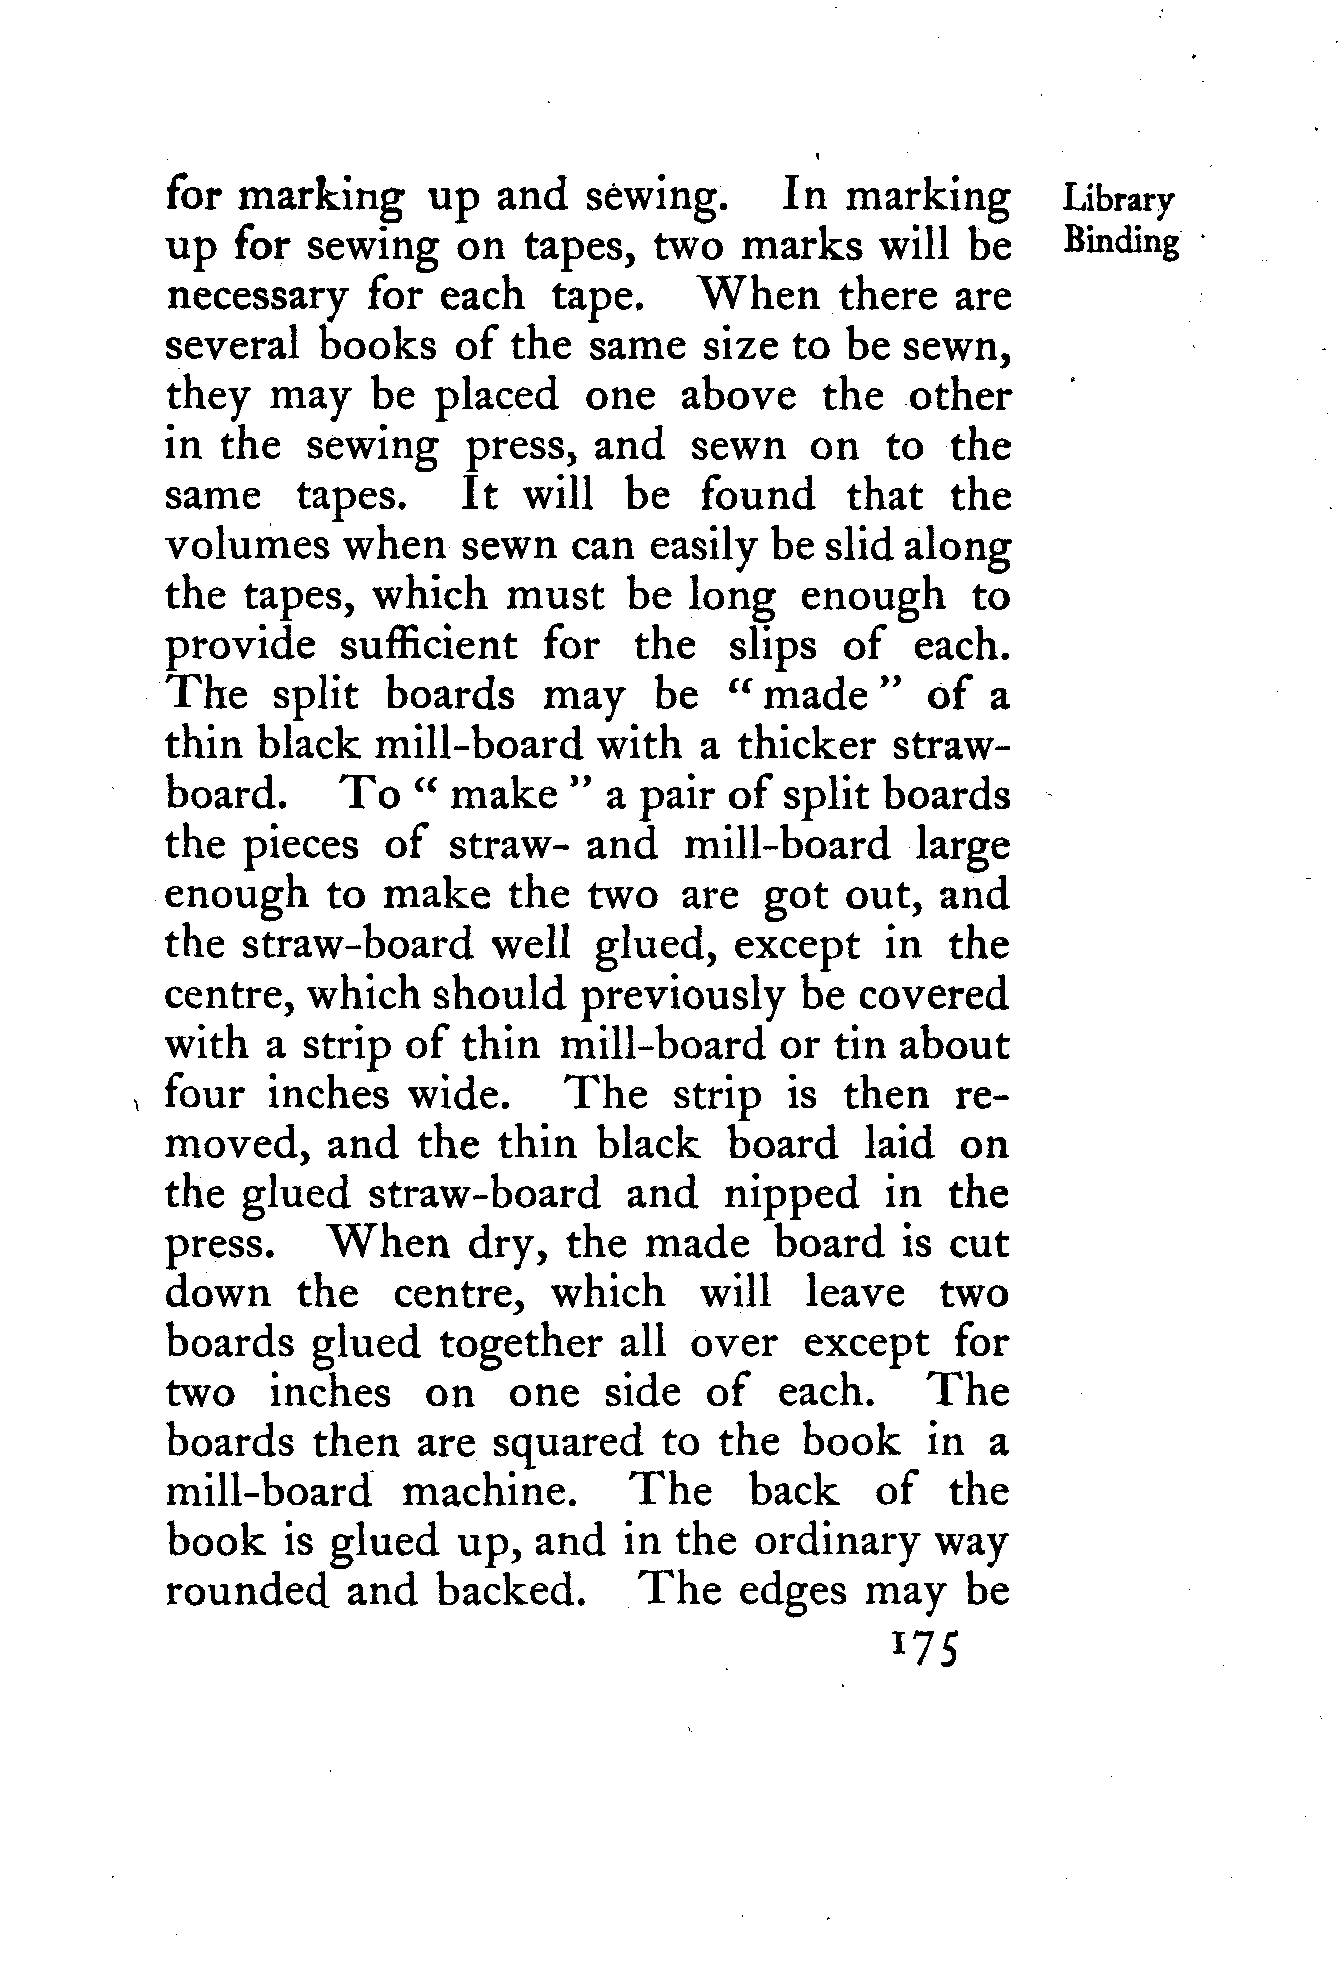 for marking up and sewing. In marking
up for sewing on tapes, two marks will be
necessary for each tape. When there are
several books of the same size to be sewn,
they may be placed one above the other
in the sewing press, and sewn on to the
same tapes. It will be found that the
volumes when sewn can easily be slid along
the tapes, which must be long enough to
provide sufficient for the slips of each.
The split boards may be “made” of a
thin black mill-board with a thicker straw-
board. To “make” a pair of split boards
the pieces of straw- and mill-board large
enough to make the two are got out, and
the straw-board well glued, except in the
centre, which should previously be covered
with a strip of thin mill-board or tin about
four inches wide. The strip is then re-
moved, and the thin black board laid on
the glued straw-board and nipped in the
press. When dry, the made board is cut
down the centre, which will leave two
boards glued together all over except for
two inches on one side of each. The
boards then are squared to the book in a
mill-board machine. The back of the
book is glued up, and in the ordinary way
rounded and backed. The edges may be
175
Library
Binding